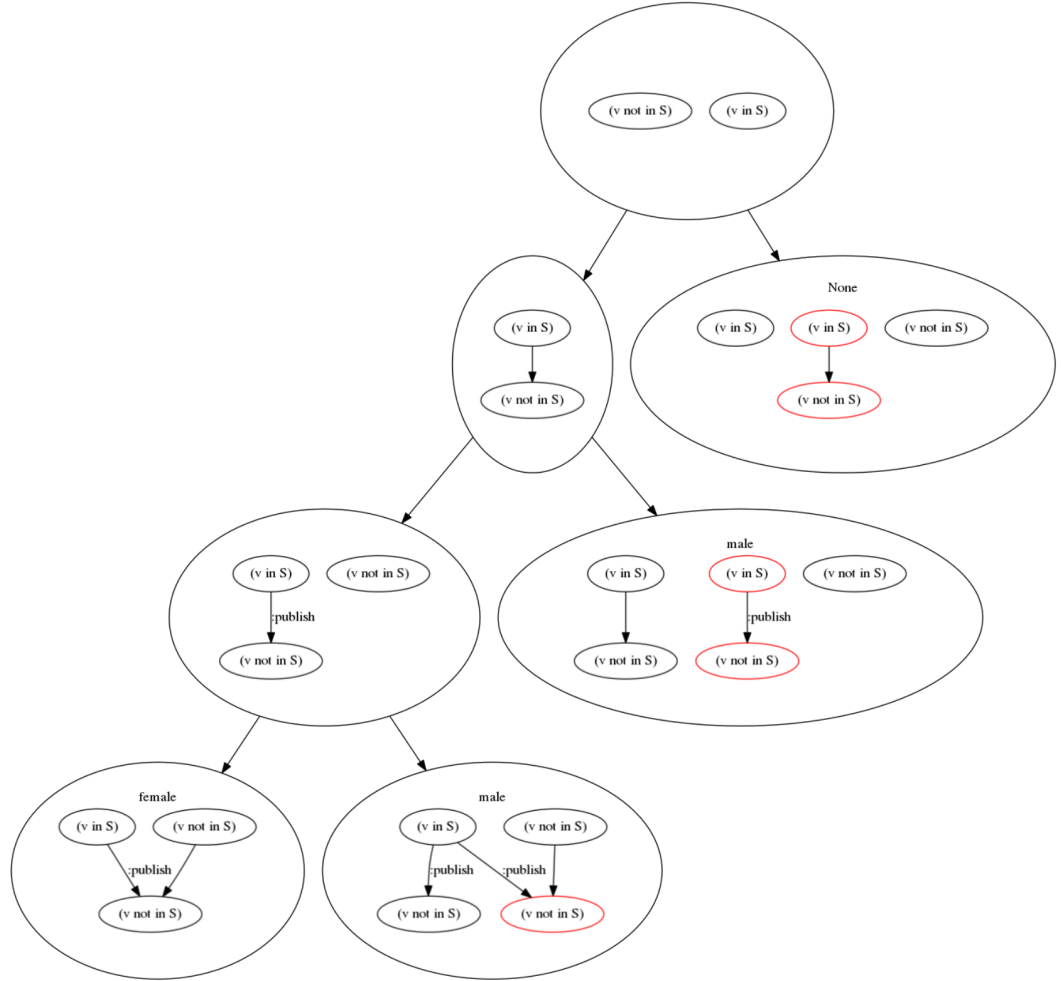 (v not in S) (v in S)
None
(v in S) (v in S) (v not in S)
(v not in S)
(v in S)
(v not in S)
male
(v in S) (v not in S)
:publish
(v not in S)
(v in S) (v in S) (v not in S)
:publish
(v not in S) (v not in S)
female
(v in S) (v not in S)
:publish
(v not in S)
male
(v in S) (v not in S)
:publish :publish
(v not in S) (v not in S)